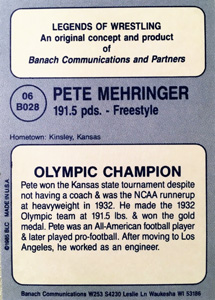 LEGENDS OF WRESTLING
An original concept and product
of
Banach Communications and Partners
06
B028
PETE MEHRINGER
191.5 pds. - Freestyle
Hometown: Kinsley, Kansas
OLYMPIC CHAMPION
Pete won the Kansas state tournament despite
not having a coach & was the NCAA runnerup
at heavyweight in 1932. He made the 1932
Olympic team at 191.5 lbs. & won the gold
medal. Pete was an All-American football player
& later played pro-football. After moving to Los
Angeles, he worked as an engineer.
©1985 BLC MADE IN U.S.A
Banach Communications W253 S4230 Leslie Ln Waukesha WI 53186